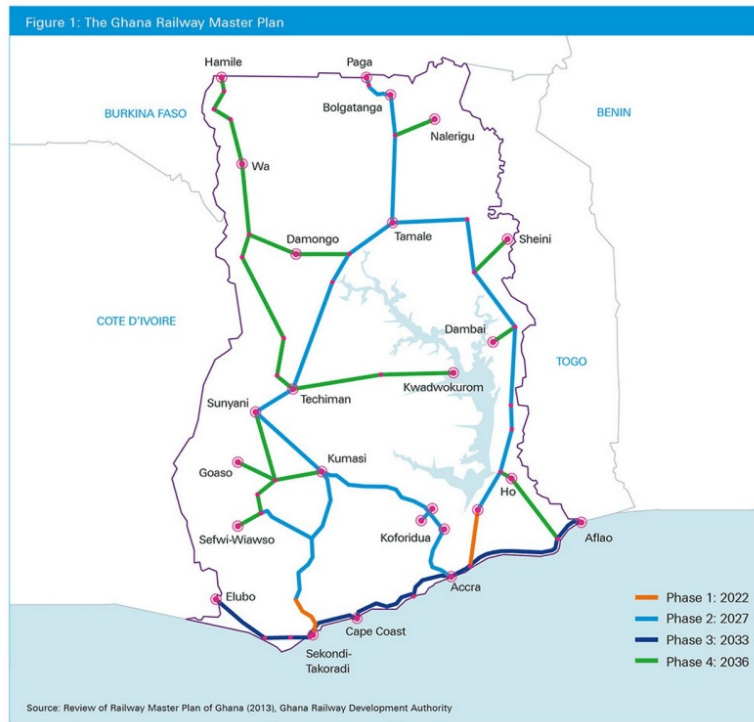 Figure 1: The Ghana Railway Master Plan
Hamile
Paga
Bolgatanga
BURKINA FASO
BENIN
Nalerigu
Wa
Tamale
Damongo
Sheini
COTE D'IVOIRE
Dambai
TOGO
Kwadwokurom
Techiman
Sunyani
Kumasi
Goaso
Ho
Koforidua
Sefwi-Wiawso
Aflao
Accra
Elubo
Cape Coast
Sekondi-
Takoradi
Phase 1: 2022
Phase 2: 2027
Phase 3: 2033
Phase 4: 2036
Source: Review of Railway Master Plan of Ghana (2013), Ghana Railway Development Authority